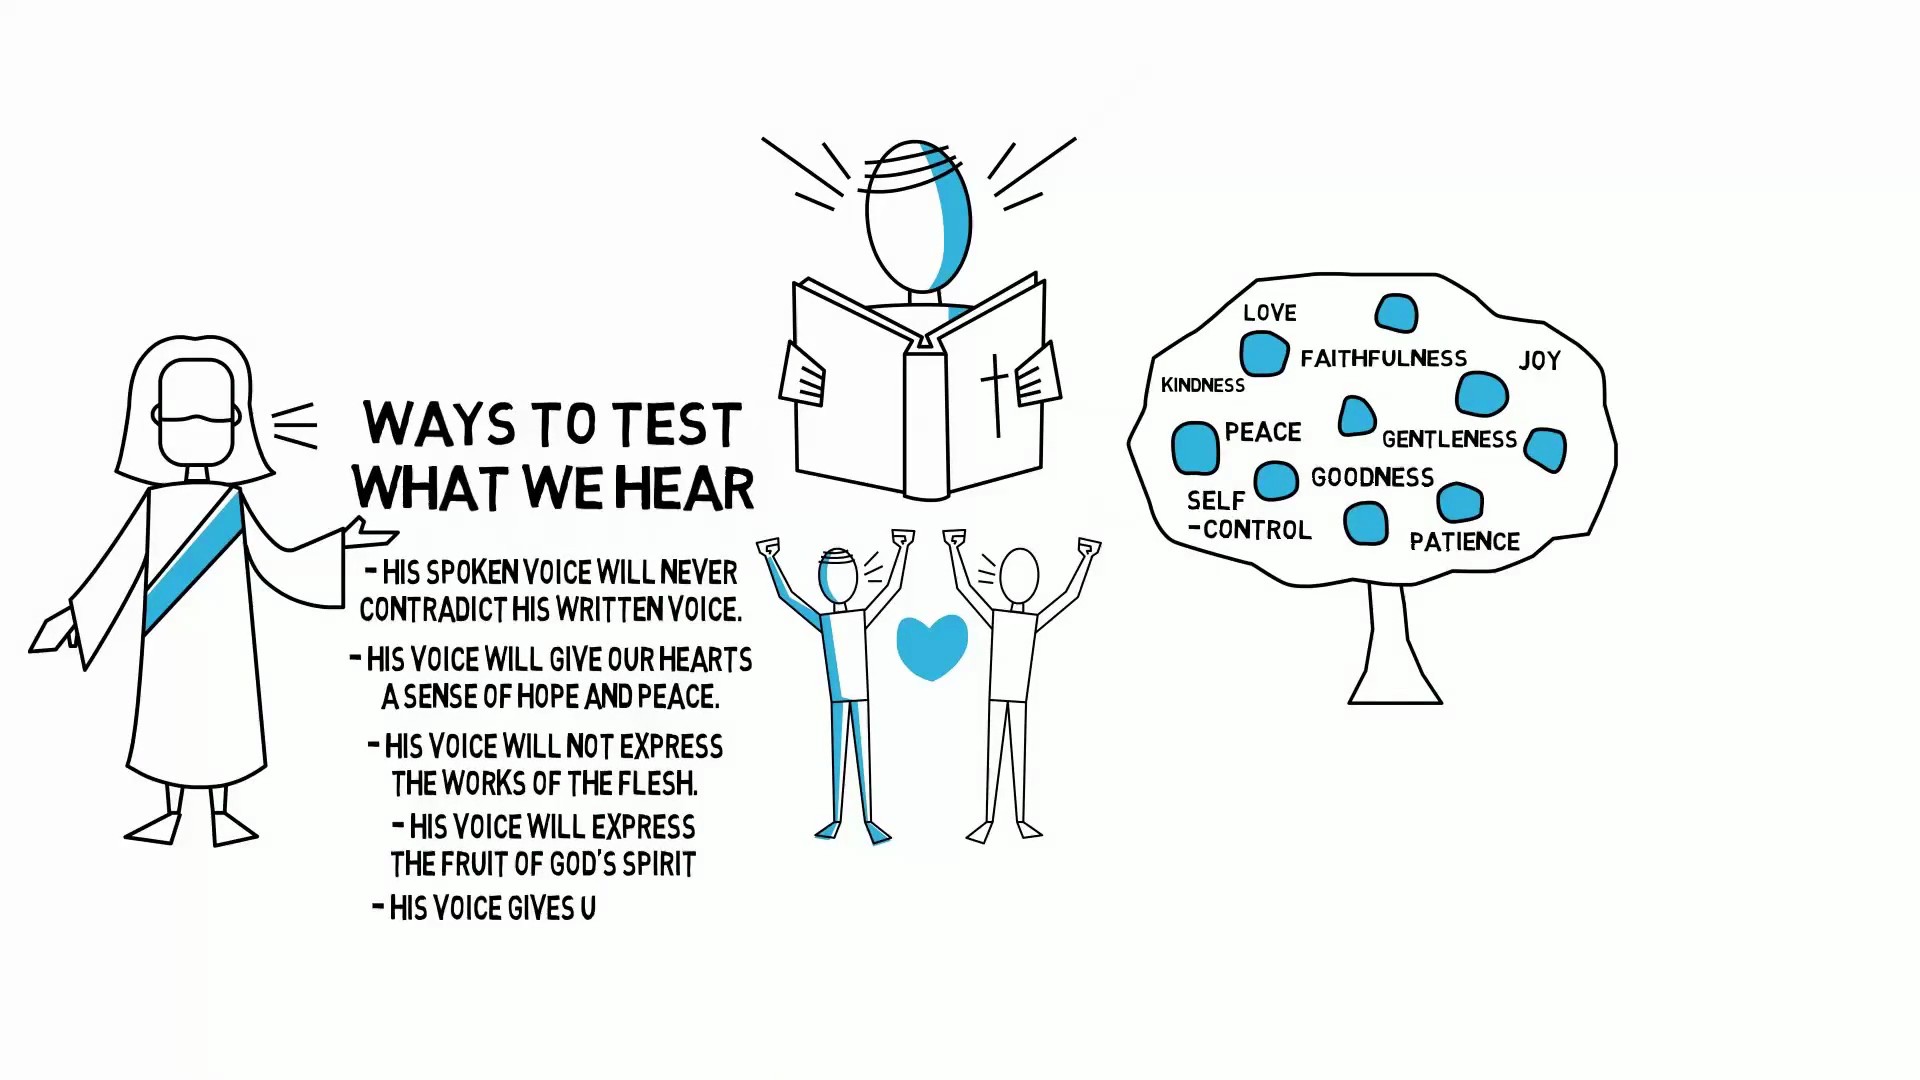 WAYS TO TEST
WHAT WE HEAR
- HIS SPOKEN VOICE WILL NEVER
CONTRADICT HIS WRITTEN VOICE.
- HIS VOICE WILL GIVE OUR HEARTS
A SENSE OF HOPE AND PEACE.
- HIS VOICE WILL NOT EXPRESS
THE WORKS OF THE FLESH.
- HIS VOICE WILL EXPRESS
THE FRUIT OF GOD'S SPIRIT
- HIS VOICE GIVES U
LOVE
FAITHFULNESS
JOY
KINDNESS
PEACE
GENTLENESS
GOODNESS
SELF
-CONTROL
PATIENCE